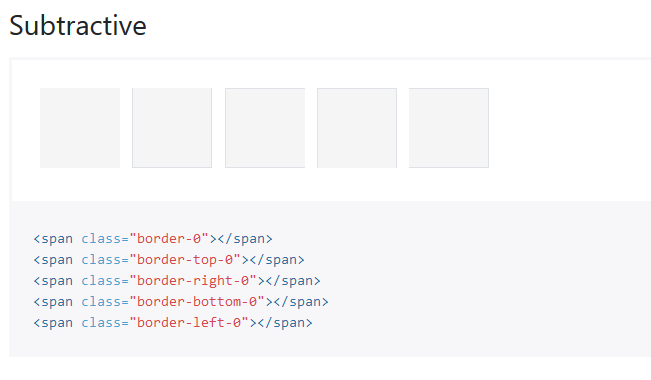 Subtractive
<span class="border-0"></span>
<span class="border-top-0"></span>
<span class="border-right-0"></span>
<span class="border-bottom-0"></span>
<span class="border-left-0"></span>